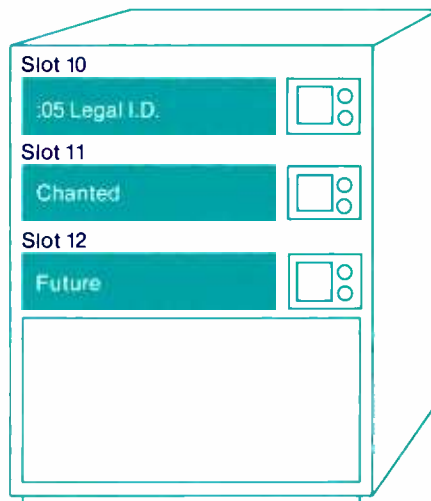 Slot 10
:05 Legal I.D.
Slot 11
Chanted
Slot 12
Future